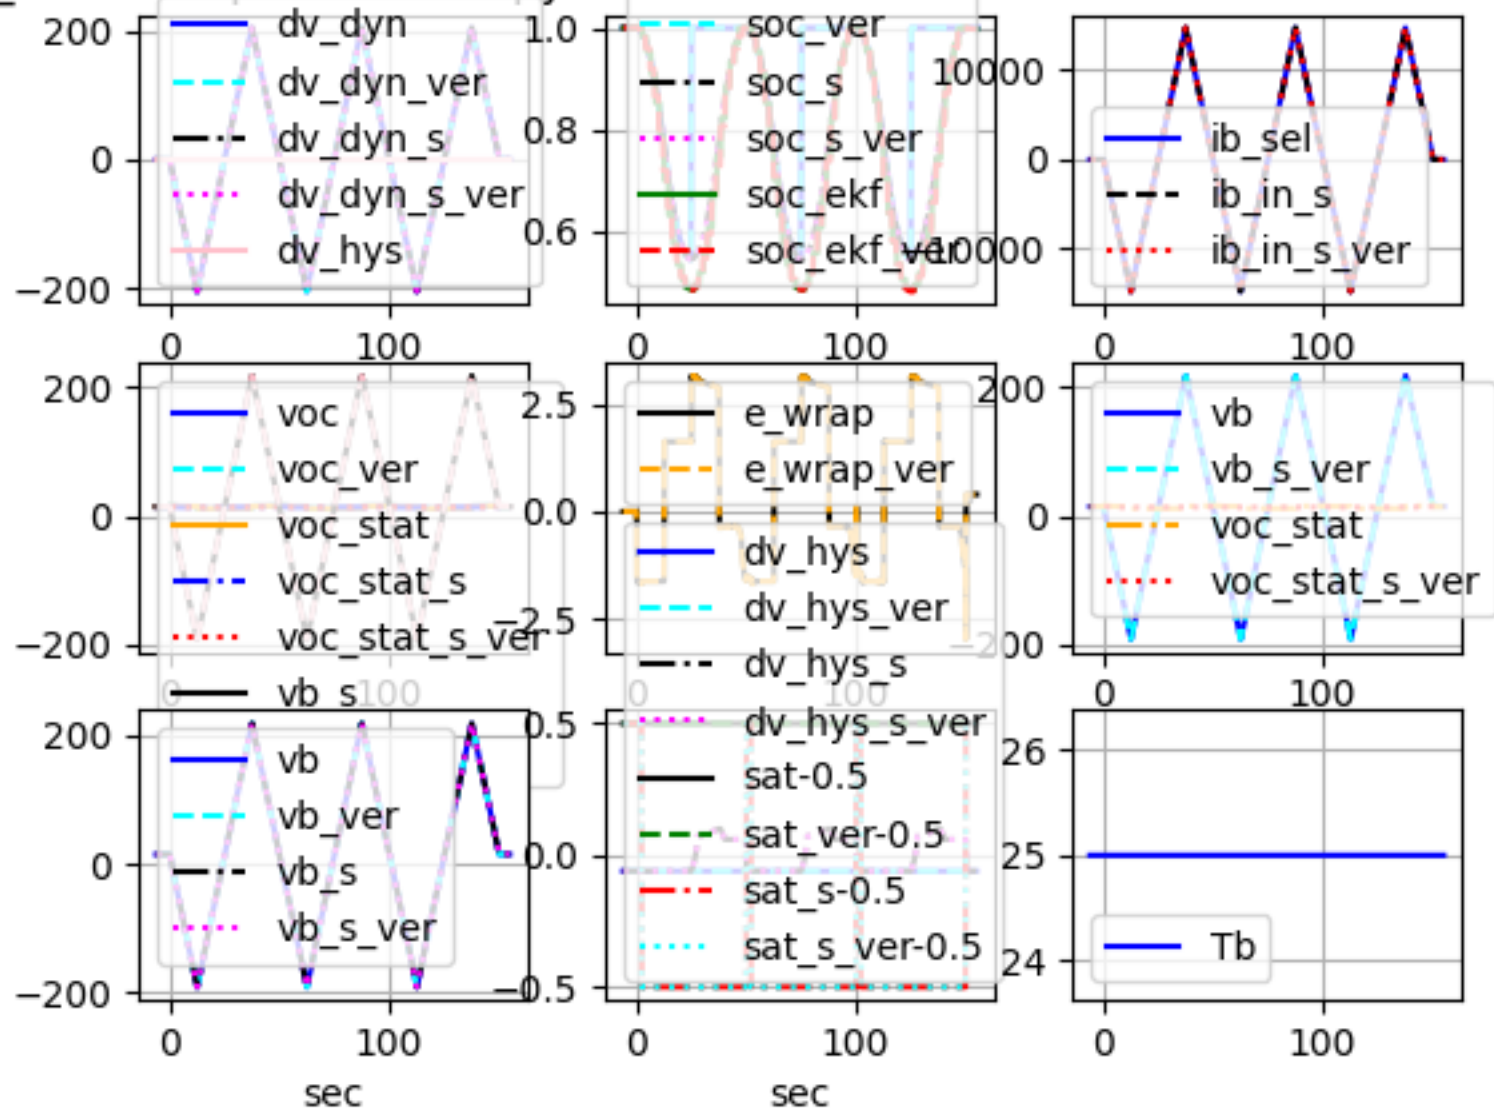 200
0
−200
0
100
dv_dyn
dv_dyn_ver
dv_dyn_s
dv_dyn_s_ver
dv_hys
1.0
0.8
0.6
0
100
soc_ver
soc_s
soc_s_ver
soc_ekf
soc_ekf_ver
10000
0
−10000
0
100
ib_sel
ib_in_s
ib_in_s_ver
200
0
−200
0
100
voc
voc_ver
voc_stat
voc_stat_s
voc_stat_s_ver
vb_s
2.5
0.0
−2.5
0
100
e_wrap
e_wrap_ver
dv_hys
dv_hys_ver
dv_hys_s
dv_hys_s_ver
sat-0.5
sat_ver-0.5
sat_s-0.5
sat_s_ver-0.5
200
0
−200
0
100
vb
vb_s_ver
voc_stat
voc_stat_s_ver
200
0
−200
0
100
sec
vb
vb_ver
vb_s
vb_s_ver
0.5
0.0
−0.5
0
100
sec
26
25
24
0
100
Tb